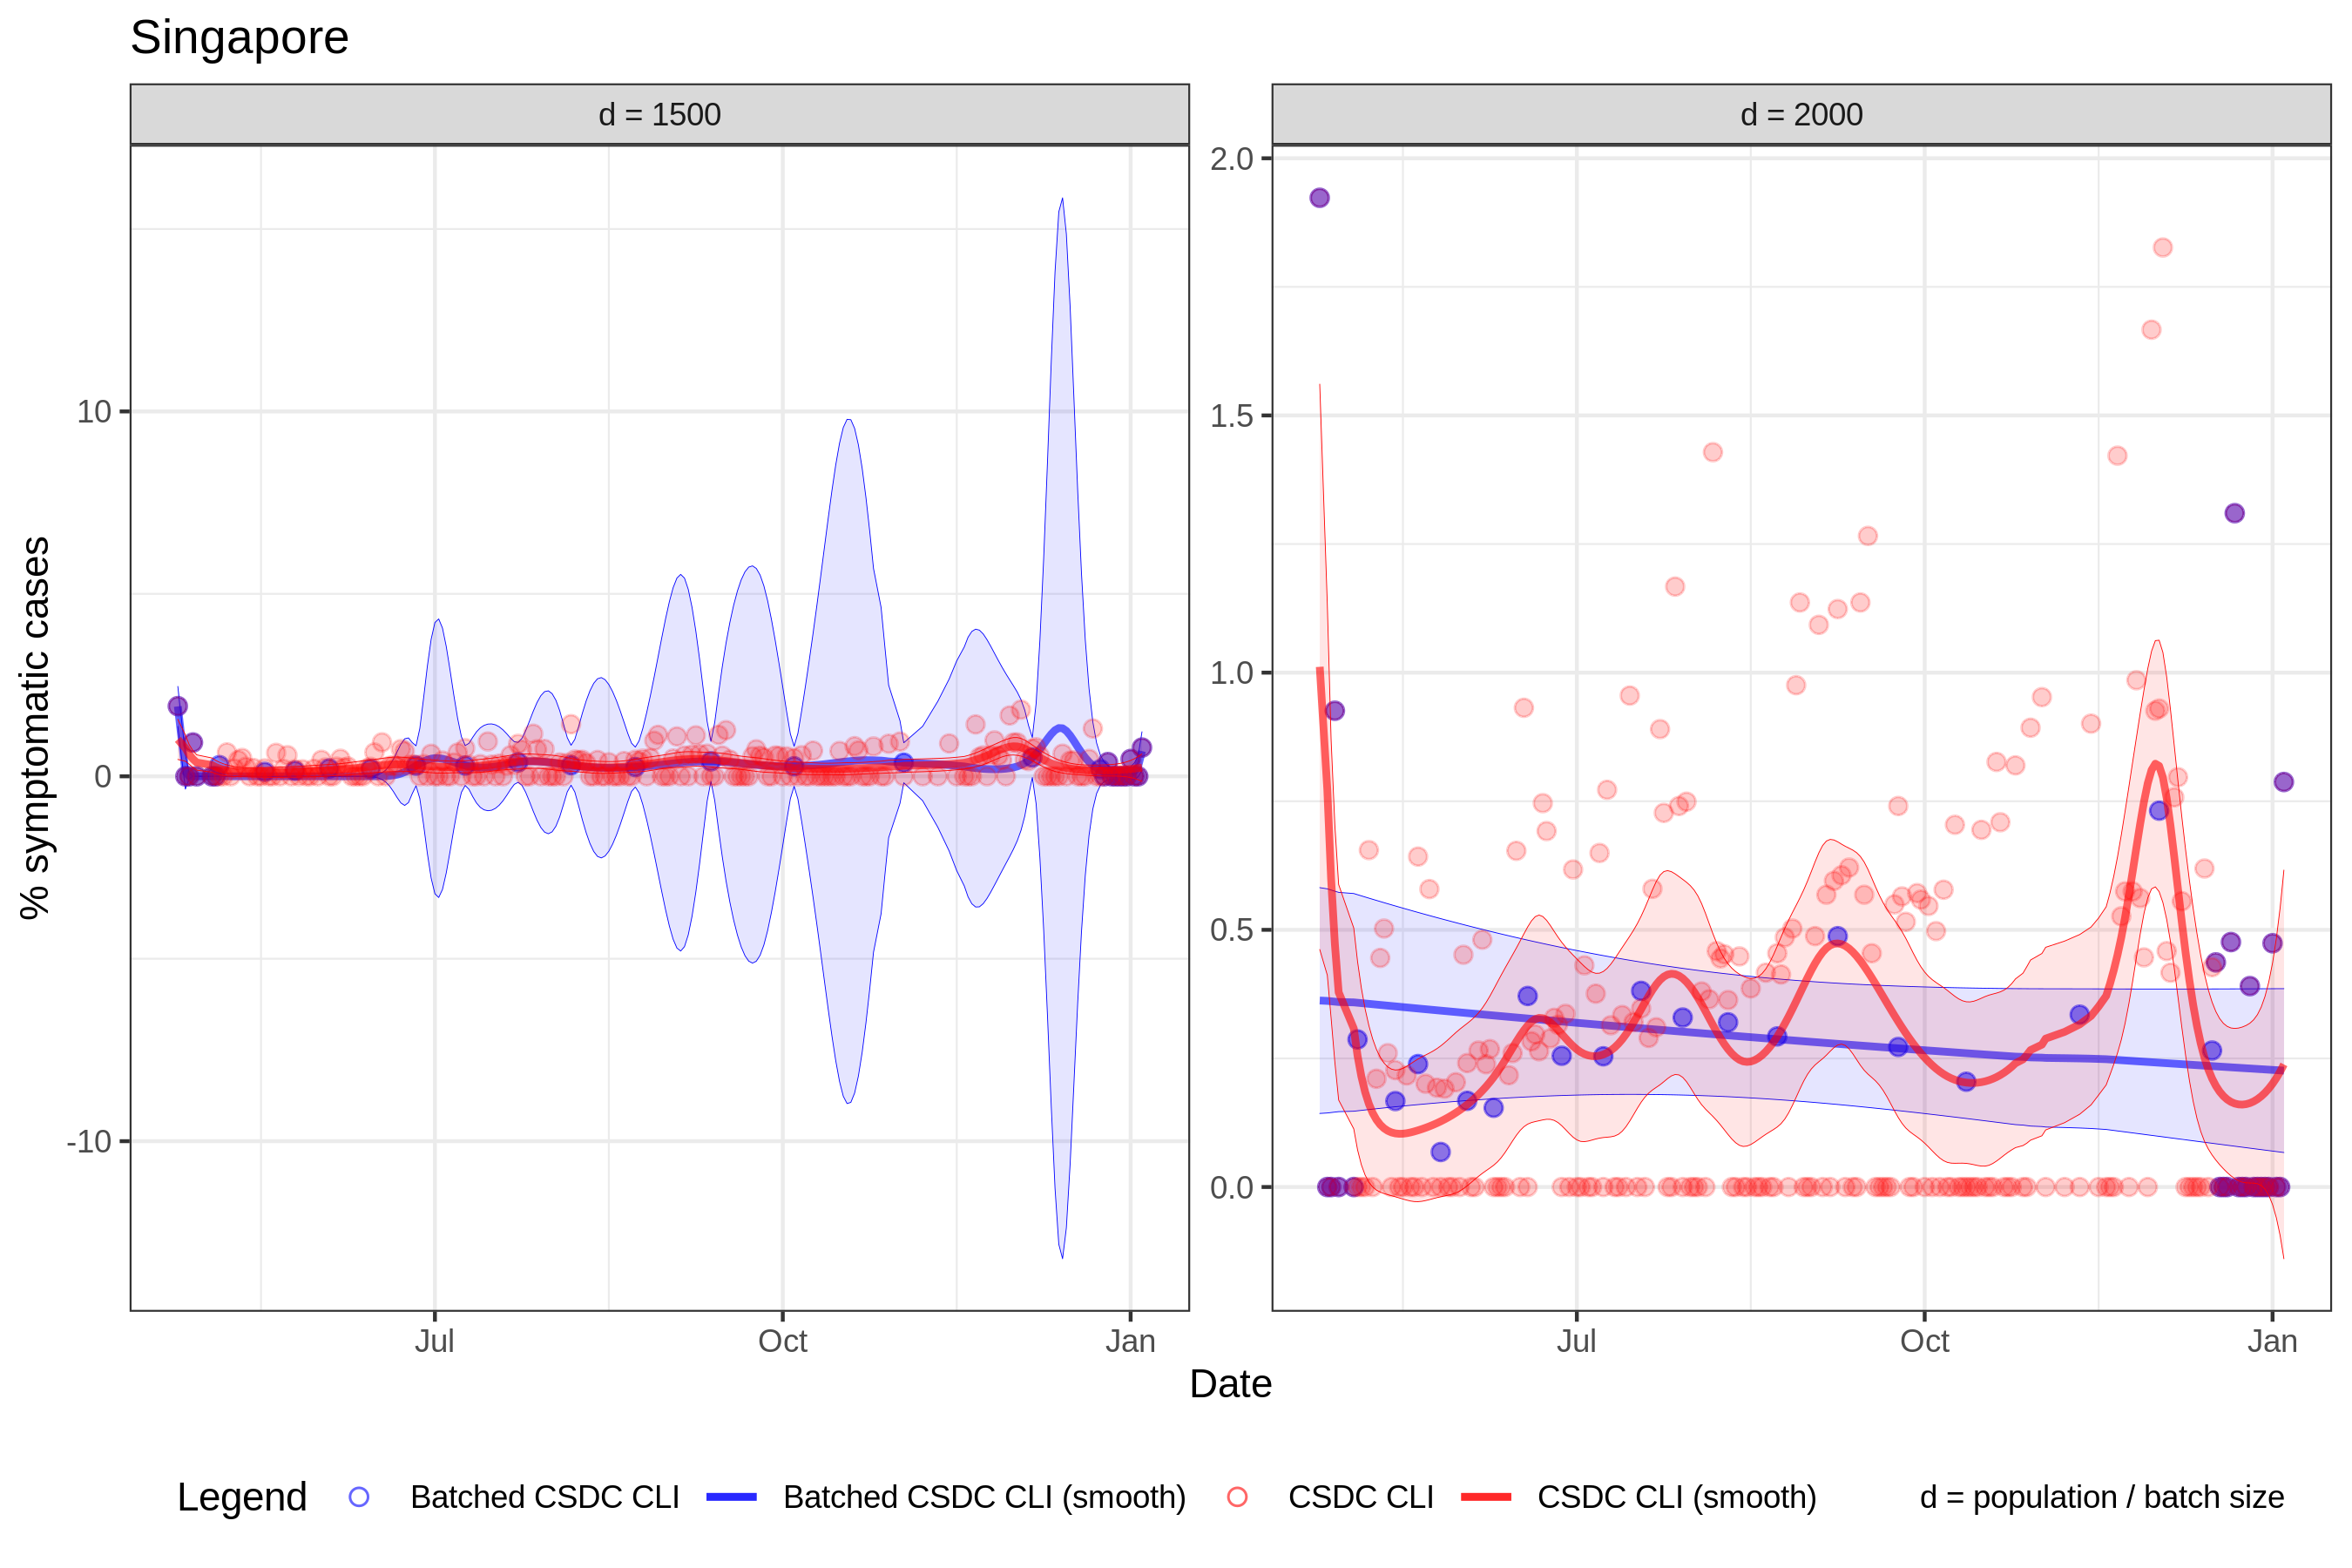 Singapore
d = 1500
d = 2000
% symptomatic cases
10
0
-10
2.0
1.5
1.0
0.5
0.0
Jul
Oct
Jan
Jul
Oct
Jan
Date
Legend
Batched CSDC CLI
Batched CSDC CLI (smooth)
CSDC CLI
CSDC CLI (smooth)
d = population / batch size